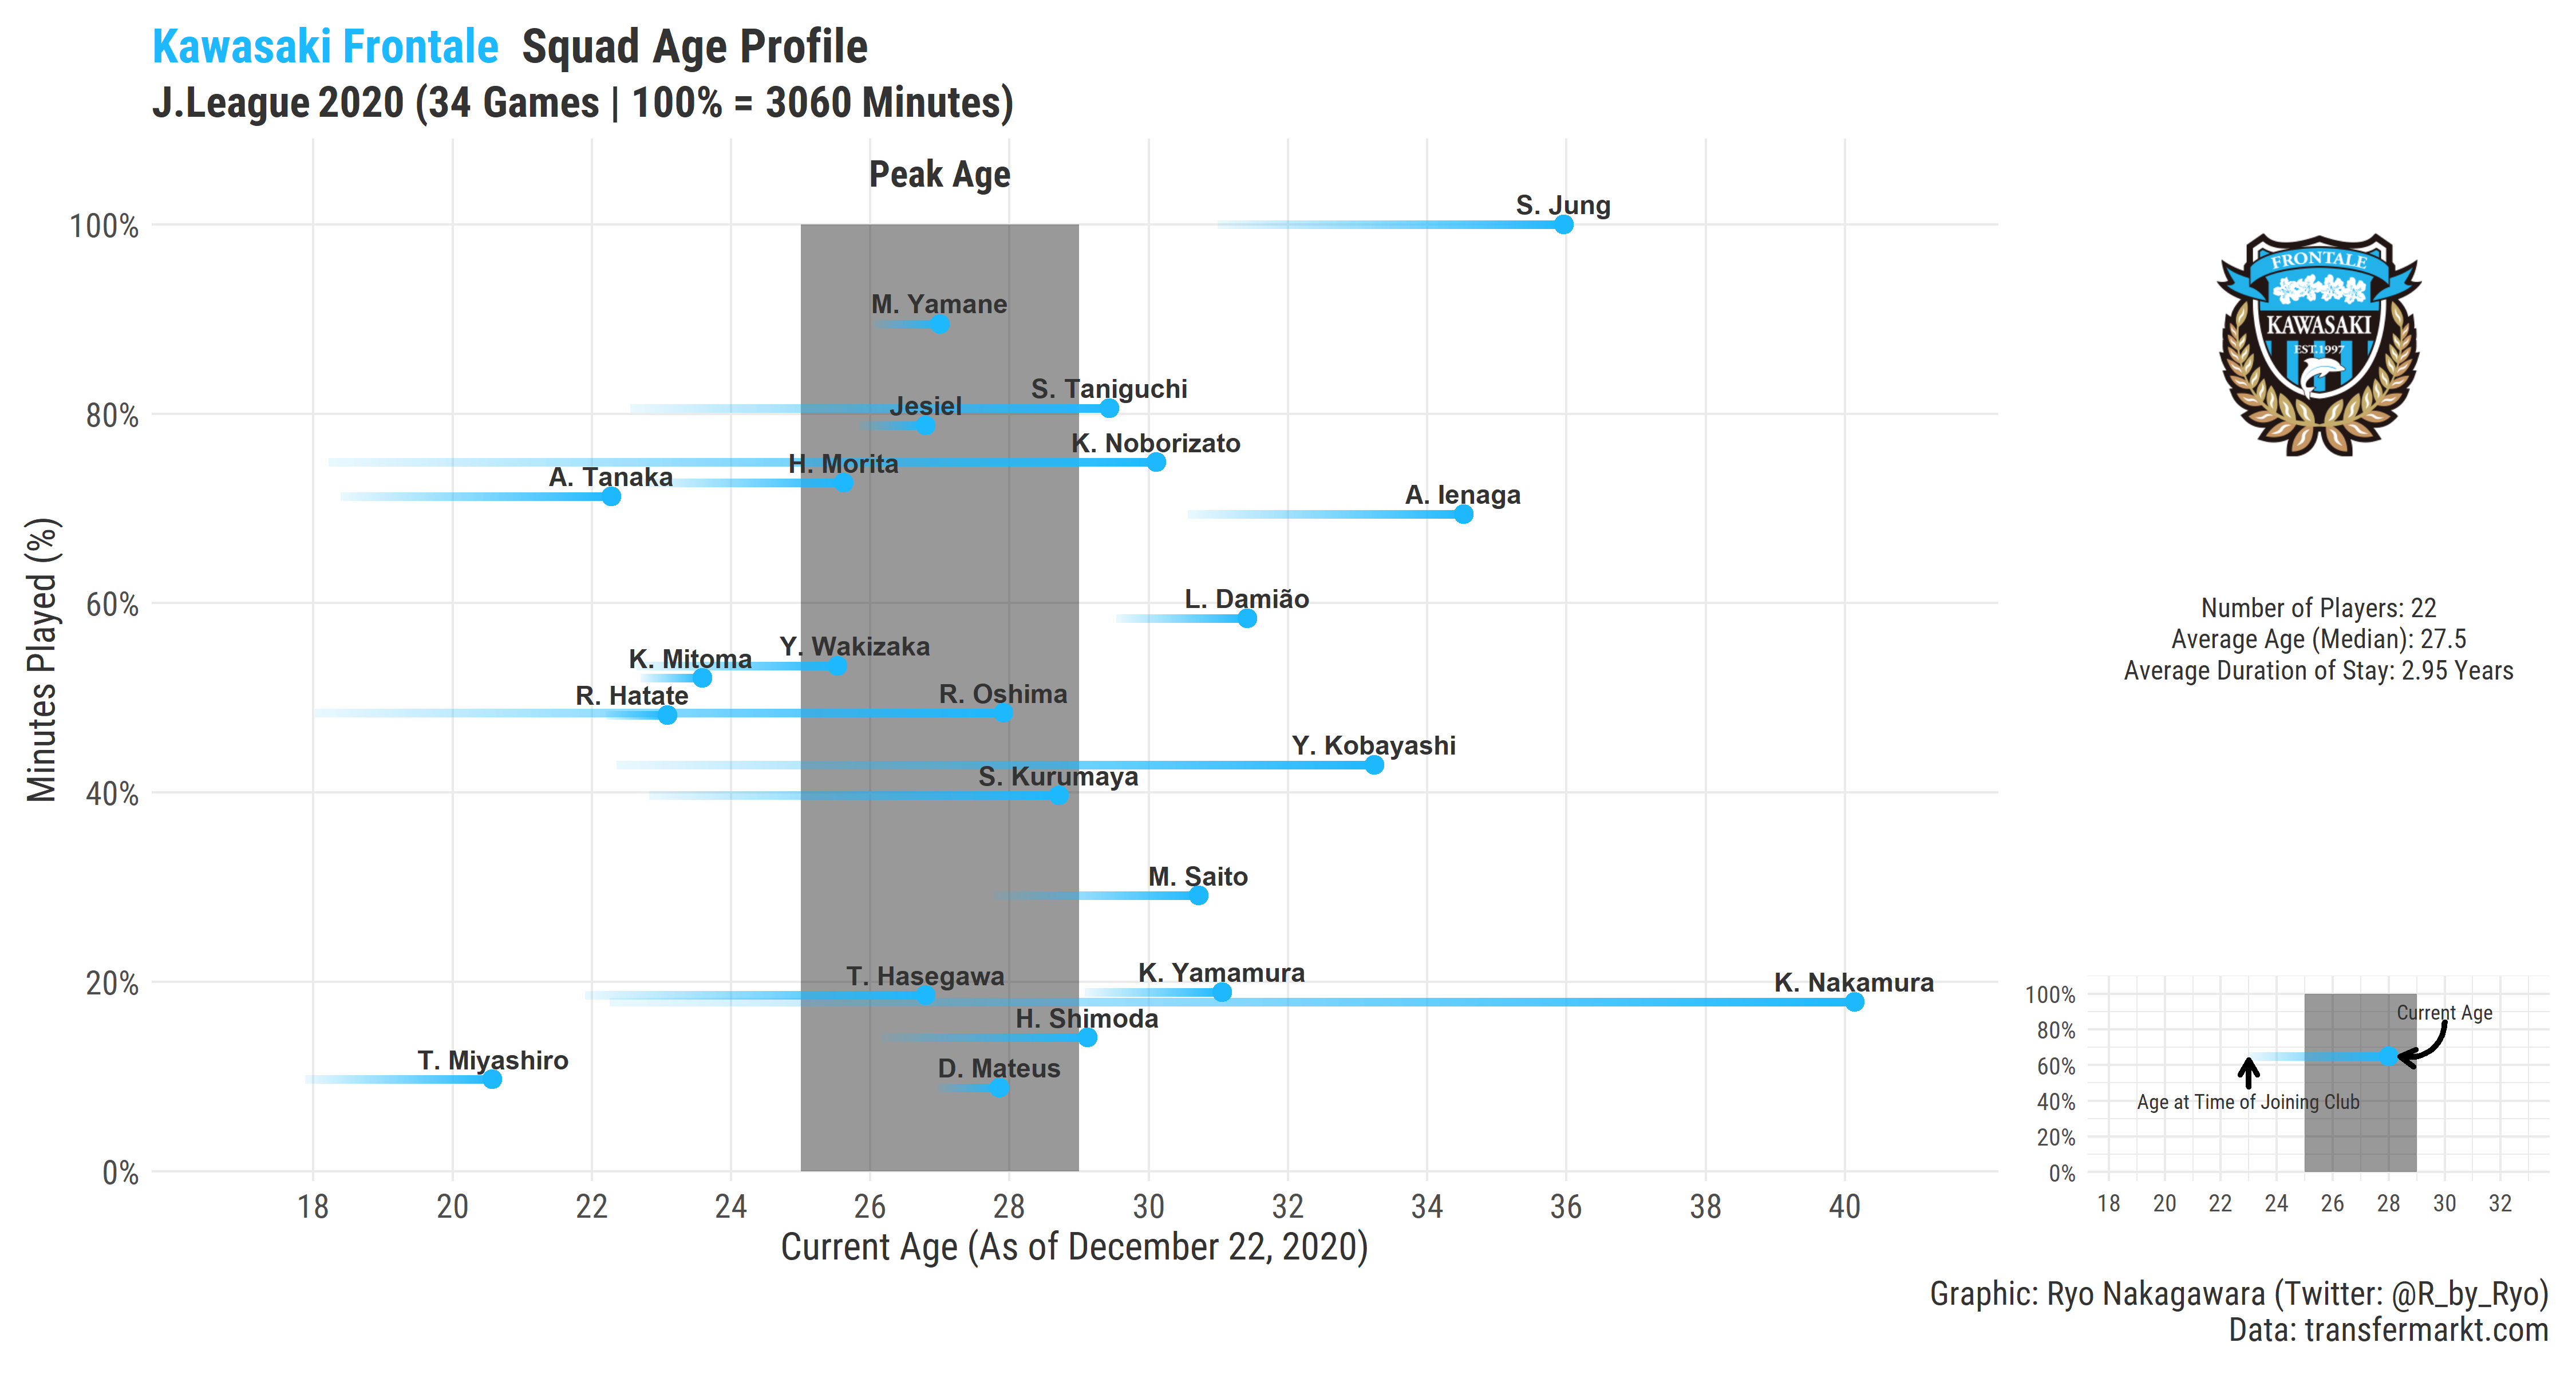 Kawasaki Frontale Squad Age Profile
J.League 2020 (34 Games | 100% = 3060 Minutes)
Peak Age
Minutes Played (%)
100%
80%
60%
40%
20%
0%
S. Jung
M. Yamane
S. Taniguchi
Jesiel
K. Noborizato
H. Morita
A. Tanaka
A. Ienaga
L. Damião
Y. Wakizaka
K. Mitoma
R. Hatate
R. Oshima
Y. Kobayashi
S. Kurumaya
M. Saito
T. Hasegawa
K. Yamamura
K. Nakamura
H. Shimoda
T. Miyashiro
D. Mateus
18 20 22 24 26 28 30 32 34 36 38 40
Current Age (As of December 22, 2020)
FRONTALE
KAWASAKI
EST.1997
Number of Players: 22
Average Age (Median): 27.5
Average Duration of Stay: 2.95 Years
100%
80%
60%
40%
20%
0%
Current Age
Age at Time of Joining Club
18 20 22 24 26 28 30 32
Graphic: Ryo Nakagawara (Twitter: @R_by_Ryo)
Data: transfermarkt.com